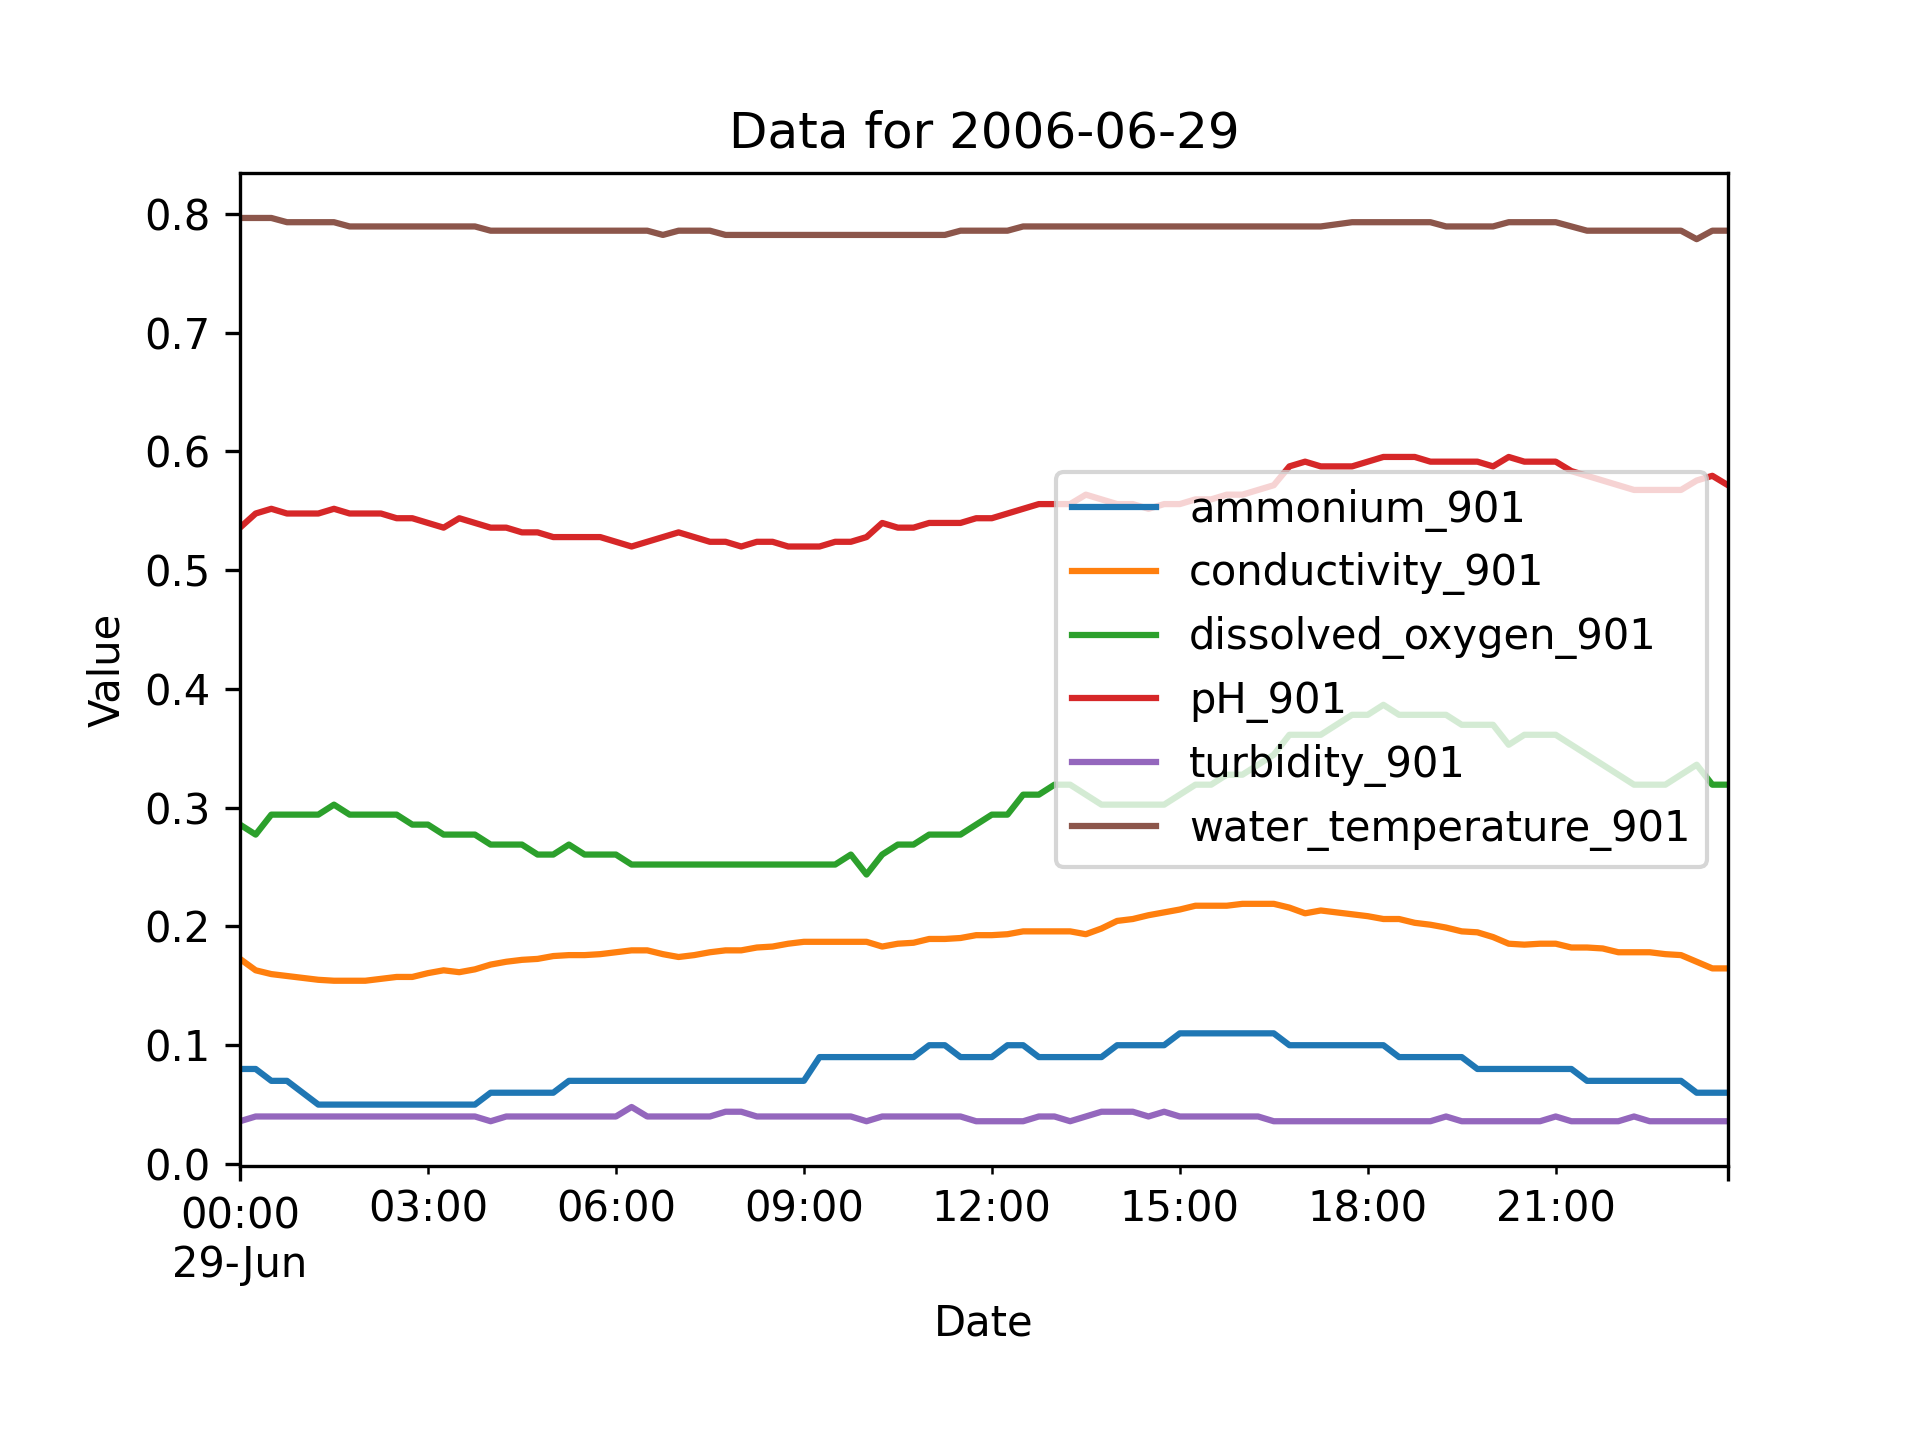 Data for 2006-06-29
0.8
0.7
0.6
0.5
0.4
0.3
0.2
0.1
0.0
Value
ammonium_901
conductivity_901
dissolved_oxygen_901
pH_901
turbidity_901
water_temperature_901
00:00 03:00 06:00 09:00 12:00 15:00 18:00 21:00
29-Jun
Date